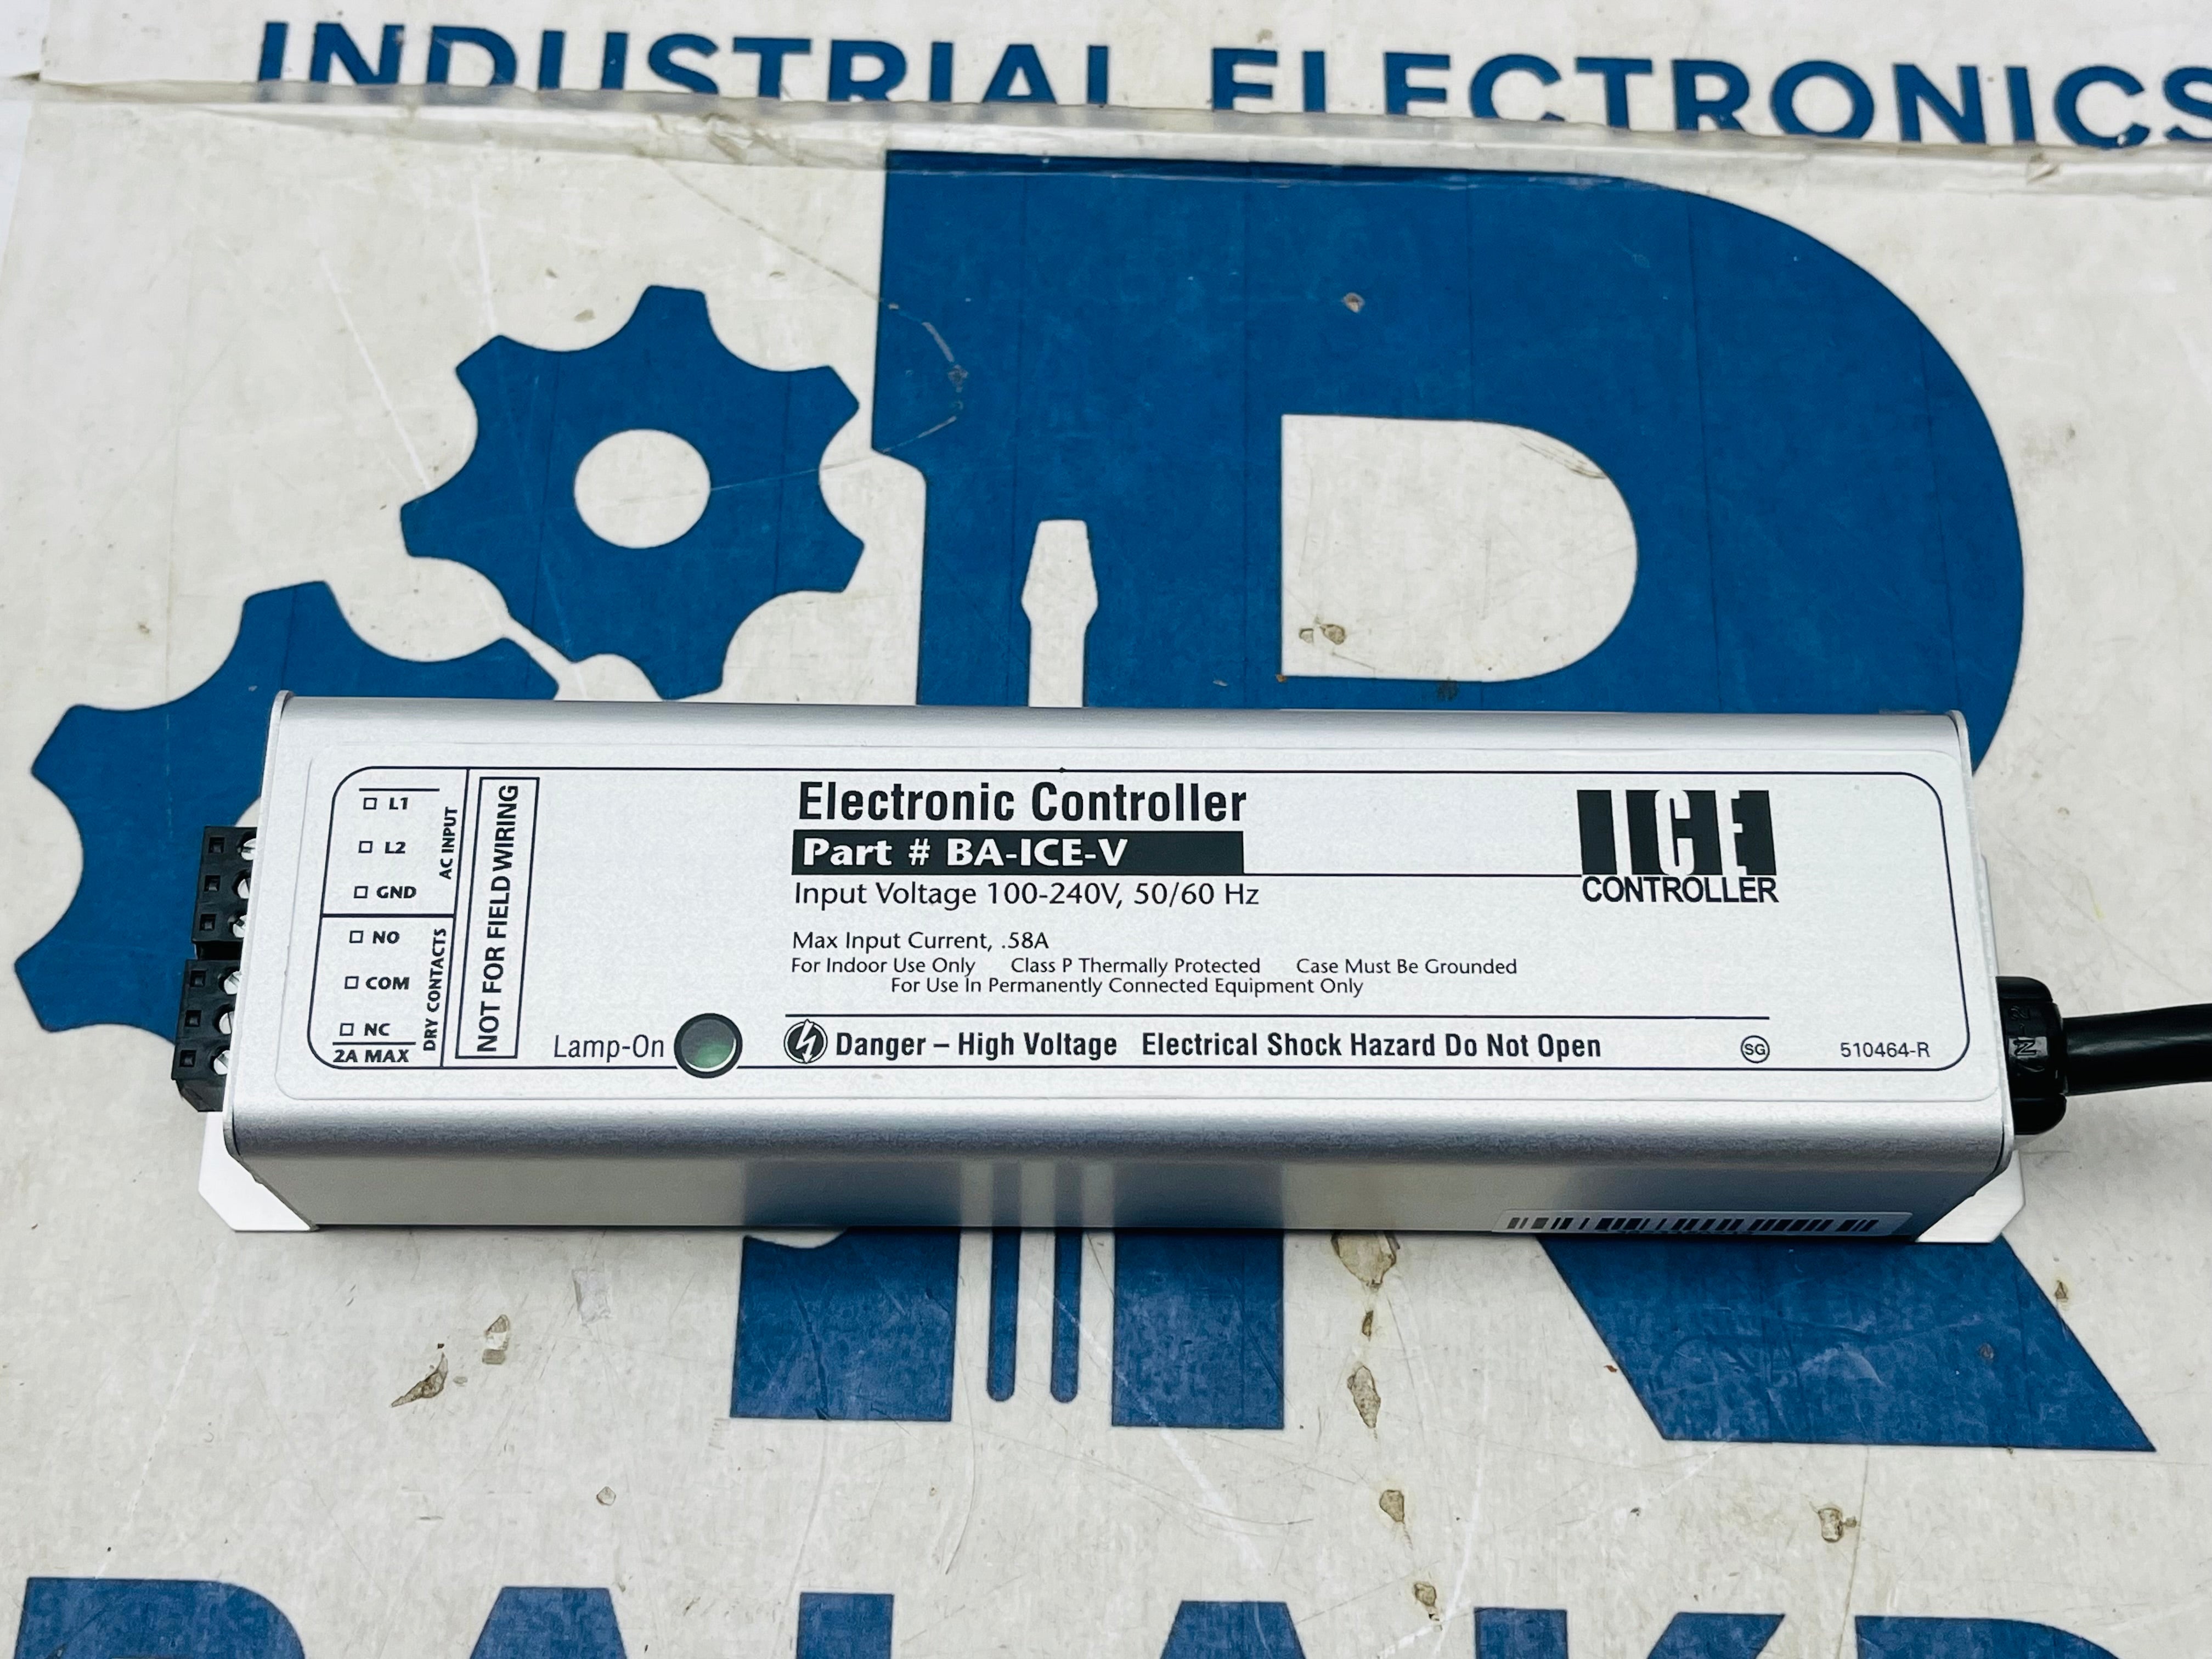 INDUSTRIAL ELECTRONICS
L1
L2
GND
AC INPUT
NO
COM
NC
2A MAX
DRY CONTACTS
NOT FOR FIELD WIRING
Lamp-On
Electronic Controller
Part # BA-ICE-V
Input Voltage 100-240V, 50/60 Hz
Max Input Current, .58A
For Indoor Use Only Class P Thermally Protected Case Must Be Grounded
For Use In Permanently Connected Equipment Only
Danger – High Voltage Electrical Shock Hazard Do Not Open
ICE
CONTROLLER
SG
510464-R